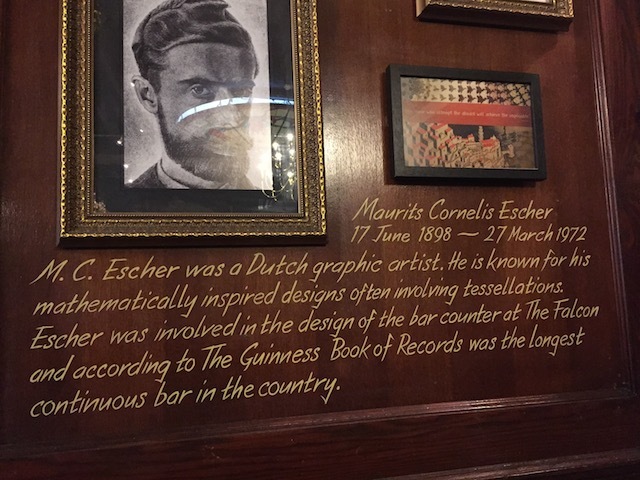 Maurits Cornelis Escher
17 June 1898 — 27 March 1972
M. C. Escher was a Dutch graphic artist. He is known for his
mathematically inspired designs often involving tessellations.
Escher was involved in the design of the bar counter at The Falcon
and according to The Guinness Book of Records was the longest
continuous bar in the country.